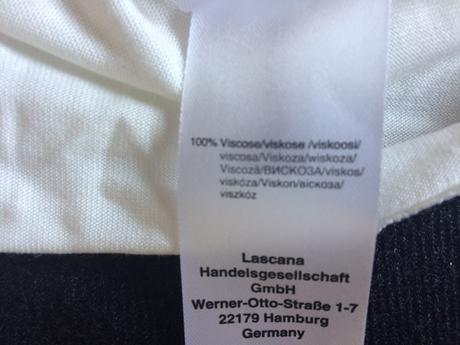 100% Viscose/viskose /viskoosi/
viscosa/Viskoza/wiskoza/
Viscoză/ВИСКОЗА/viskos/
viskóza/Viskon/віскоза/
viszkóz
Lascana
Handelsgesellschaft
GmbH
Werner-Otto-Straße 1-7
22179 Hamburg
Germany